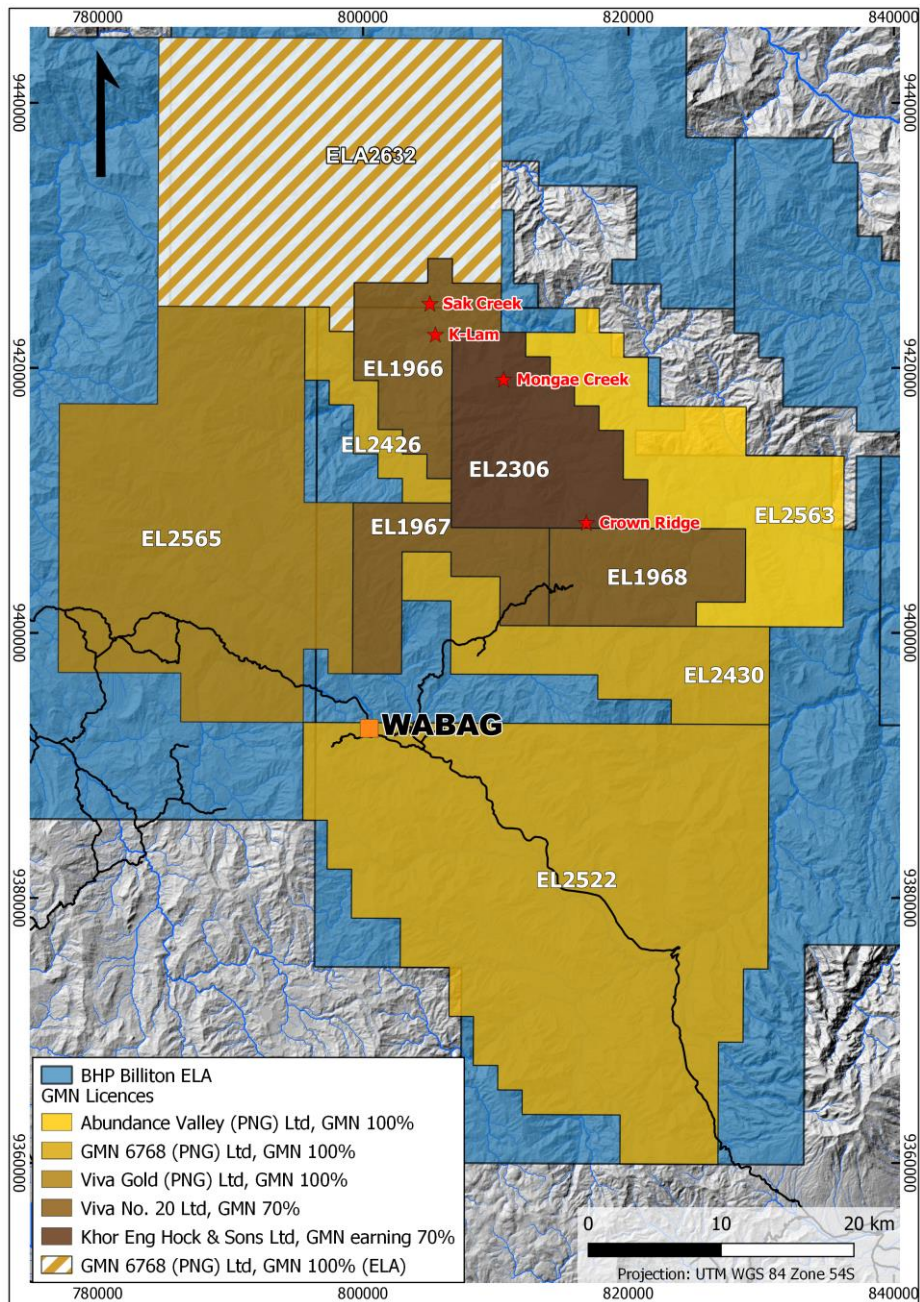 780000
800000
820000
840000
9440000
9440000
ELA2632
Sak Creek
K-Lam
9420000
EL1966
Mongae Creek
9420000
EL2426
EL2306
EL2563
Crown Ridge
EL2565
EL1967
EL1968
9400000
9400000
EL2430
WABAG
EL2522
9380000
9380000
BHP Billiton ELA
GMN Licences
Abundance Valley (PNG) Ltd, GMN 100%
GMN 6768 (PNG) Ltd, GMN 100%
Viva Gold (PNG) Ltd, GMN 100%
Viva No. 20 Ltd, GMN 70%
Khor Eng Hock & Sons Ltd, GMN earning 70%
GMN 6768 (PNG) Ltd, GMN 100% (ELA)
9360000
9360000
0 10 20 km
Projection: UTM WGS 84 Zone 54S
780000
800000
820000
840000